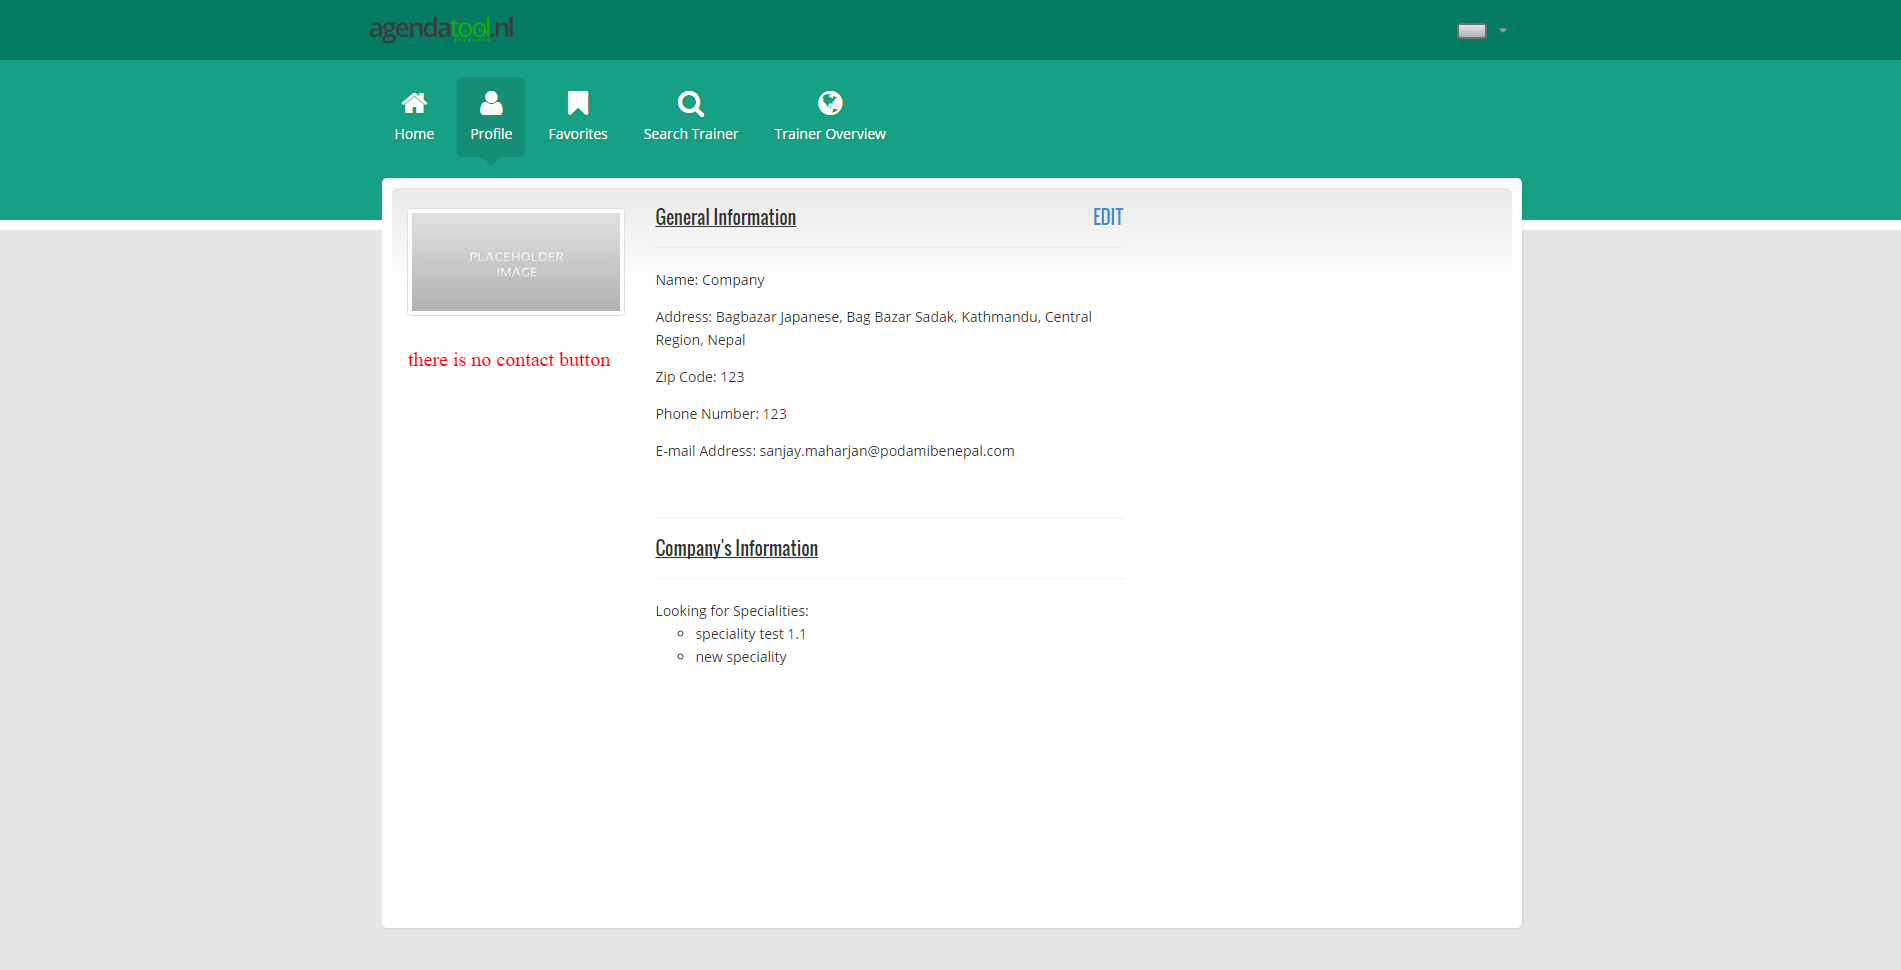 agendatool.nl
Home
Profile
Favorites
Search Trainer
Trainer Overview
PLACEHOLDER
IMAGE
there is no contact button
General Information
EDIT
Name: Company
Address: Bagbazar Japanese, Bag Bazar Sadak, Kathmandu, Central
Region, Nepal
Zip Code: 123
Phone Number: 123
E-mail Address: sanjay.maharjan@podamibenepal.com
Company's Information
Looking for Specialities:
speciality test 1.1
new speciality